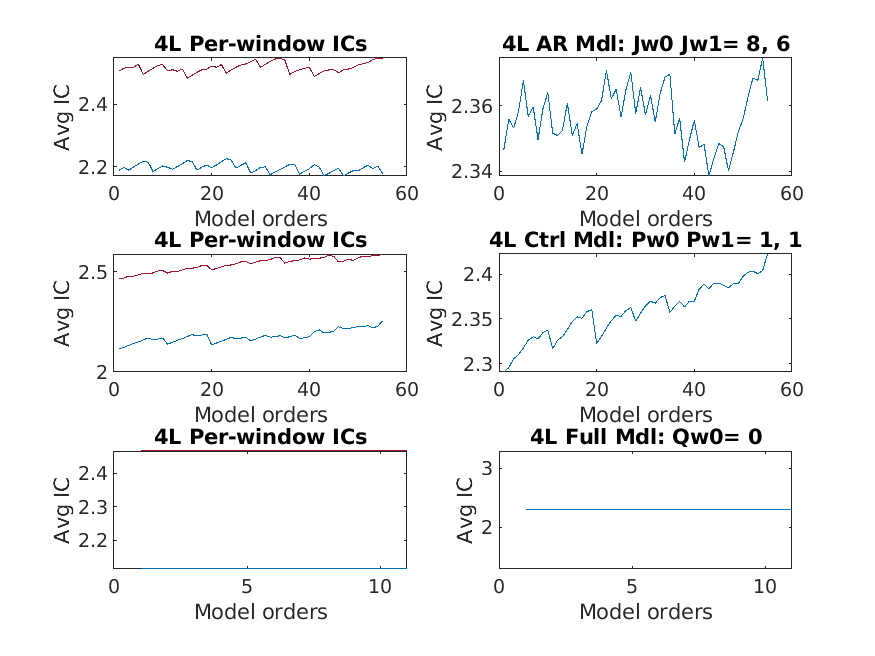 4L Per-window ICs
Avg IC
2.4
2.2
0 20 40 60
Model orders
4L AR Mdl: Jw0 Jw1= 8, 6
Avg IC
2.36
2.34
0 20 40 60
Model orders
4L Per-window ICs
Avg IC
2.5
2
0 20 40 60
Model orders
4L Ctrl Mdl: Pw0 Pw1= 1, 1
Avg IC
2.4
2.35
2.3
0 20 40 60
Model orders
4L Per-window ICs
Avg IC
2.4
2.3
2.2
0 5 10
Model orders
4L Full Mdl: Qw0= 0
Avg IC
3
2
0 5 10
Model orders